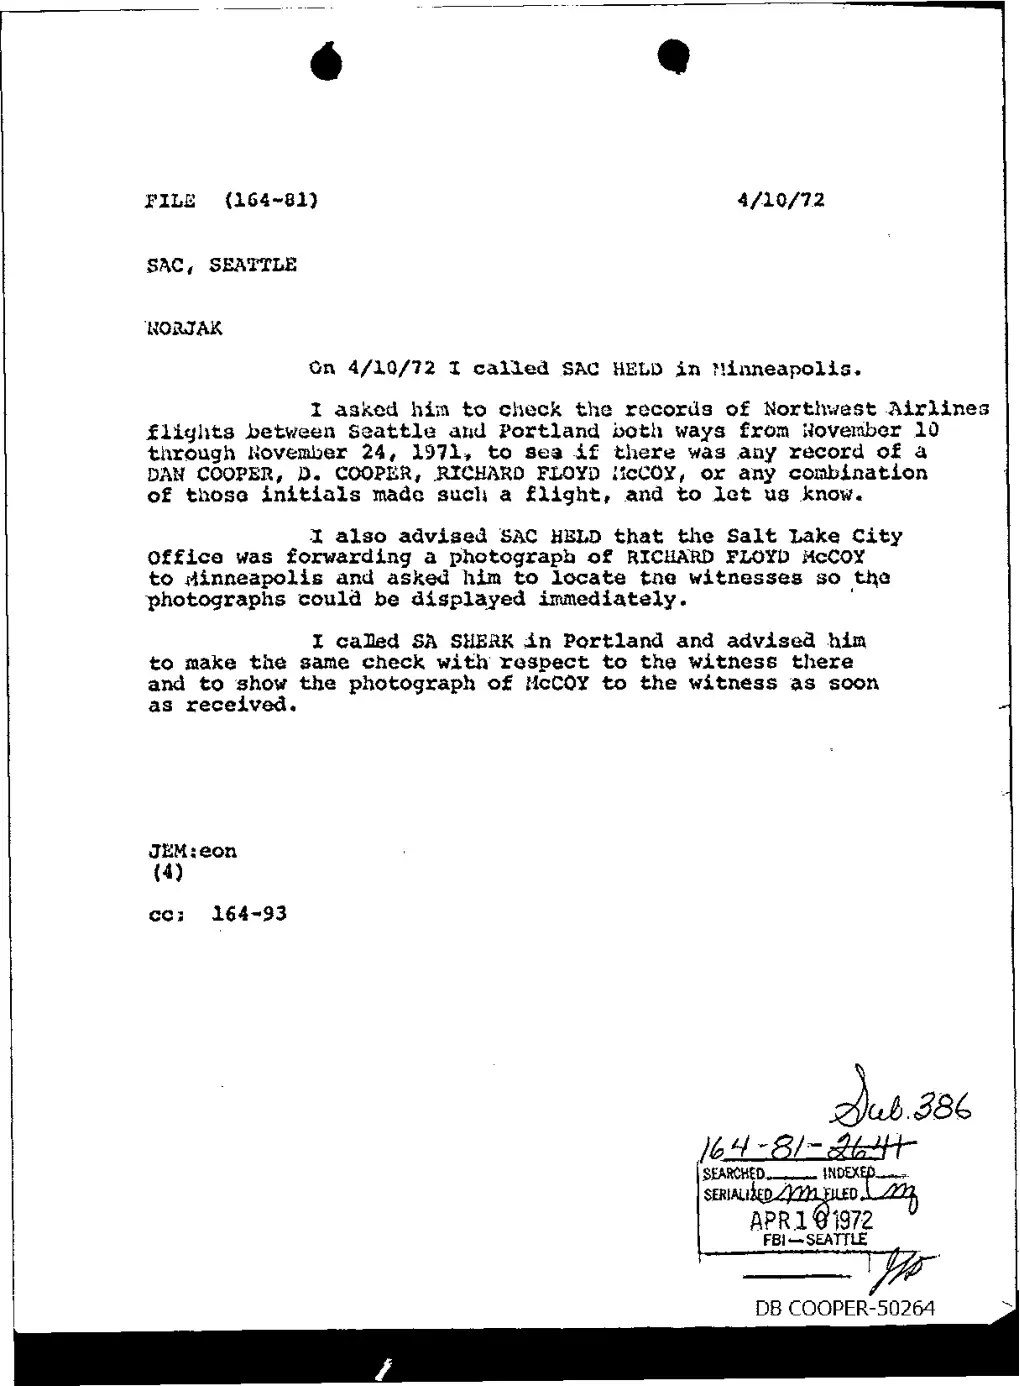 FILE (164-81) 4/10/72
SAC, SEATTLE
NORJAK
On 4/10/72 I called SAC HELD in Minneapolis.
I asked him to check the records of Northwest Airlines
flights between Seattle and Portland both ways from November 10
through November 24, 1971, to see if there was any record of a
DAN COOPER, D. COOPER, RICHARD FLOYD McCOY, or any combination
of those initials made such a flight, and to let us know.
I also advised SAC HELD that the Salt Lake City
Office was forwarding a photograph of RICHARD FLOYD McCOY
to Minneapolis and asked him to locate the witnesses so the
photographs could be displayed immediately.
I called SA SHERK in Portland and advised him
to make the same check with respect to the witness there
and to show the photograph of McCOY to the witness as soon
as received.
JEM:eon
(4)
cc: 164-93
Sub. 386
164-81-2641
SEARCHED INDEXED
SERIALIZED FILED
APR 10 1972
FBI—SEATTLE
DB COOPER-50264